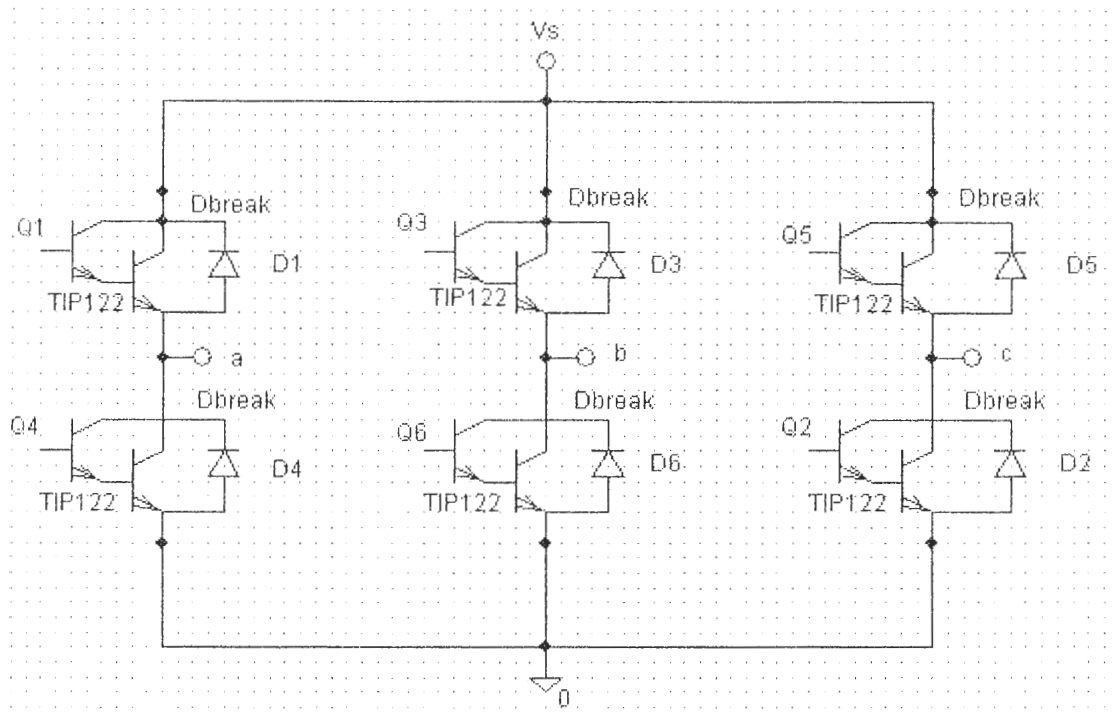 Vs
Dbreak
Dbreak
Dbreak
Q1
Q3
Q5
D1
D3
D5
TIP122
TIP122
TIP122
a
b
c
Dbreak
Dbreak
Dbreak
Q4
Q6
Q2
D4
D6
D2
TIP122
TIP122
TIP122
0